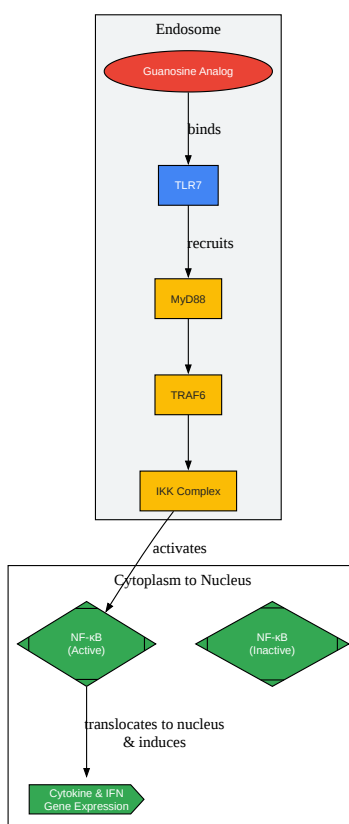 Endosome
Guanosine Analog
binds
TLR7
recruits
MyD88
TRAF6
IKK Complex
activates
Cytoplasm to Nucleus
NF-κB
(Active)
NF-κB
(Inactive)
translocates to nucleus
& induces
Cytokine & IFN
Gene Expression